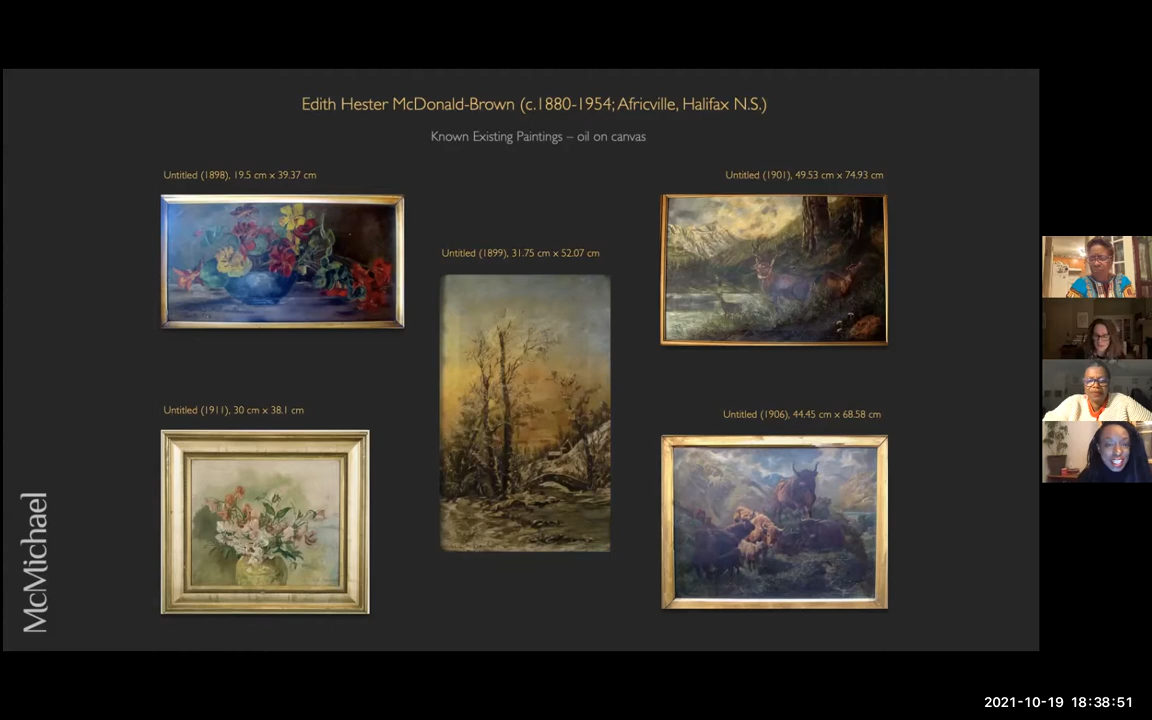 Edith Hester McDonald-Brown (c.1880-1954; Africville, Halifax N.S.)
Known Existing Paintings – oil on canvas
Untitled (1898), 19.5 cm x 39.37 cm
Untitled (1901), 49.53 cm x 74.93 cm
Untitled (1899), 31.75 cm x 52.07 cm
Untitled (1911), 30 cm x 38.1 cm
Untitled (1906), 44.45 cm x 68.58 cm
McMichael
2021-10-19 18:38:51